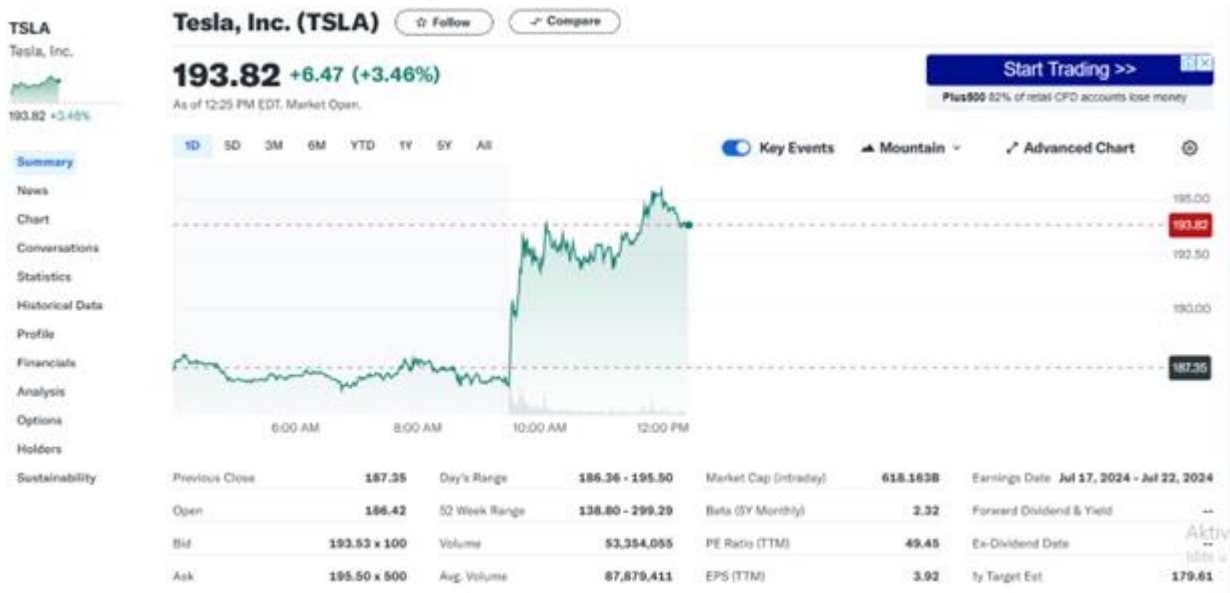 TSLA
Tesla, Inc.
193.82 +3.46%
Summary
News
Chart
Conversations
Statistics
Historical Data
Profile
Financials
Analysis
Options
Holders
Sustainability
Tesla, Inc. (TSLA) Follow Compare
193.82 +6.47 (+3.46%)
As of 12:25 PM EDT. Market Open.
Start Trading >>
Plus500 82% of retail CFD accounts lose money
1D 5D 3M 6M YTD 1Y 5Y All
Key Events Mountain Advanced Chart
195.00
193.82
192.50
190.00
187.35
6:00 AM 8:00 AM 10:00 AM 12:00 PM
Previous Close 187.35 Day's Range 186.36 - 195.50 Market Cap (intraday) 618.163B Earnings Date Jul 17, 2024 - Jul 22, 2024
Open 186.42 52 Week Range 138.80 - 299.29 Beta (5Y Monthly) 2.32 Forward Dividend & Yield --
Bid 193.53 x 100 Volume 53,354,055 PE Ratio (TTM) 49.45 Ex-Dividend Date --
Ask 195.50 x 500 Avg. Volume 87,879,411 EPS (TTM) 3.92 1y Target Est 179.61
Aktiv